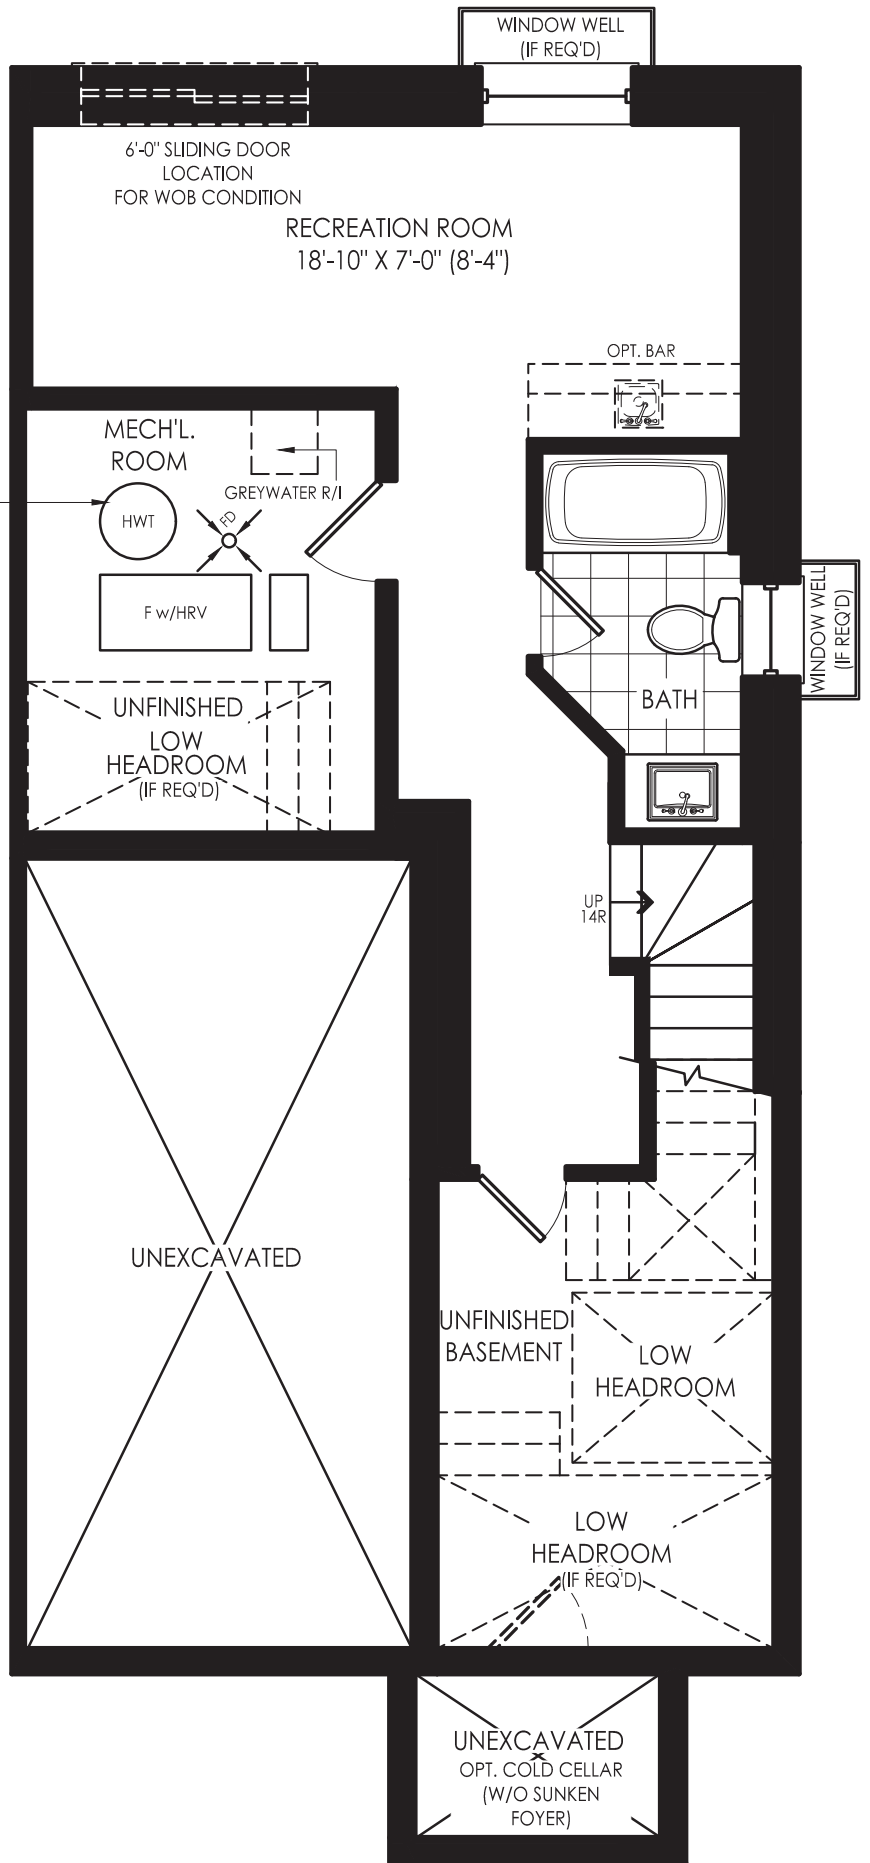 WINDOW WELL
(IF REQ'D)
6'-0" SLIDING DOOR
LOCATION
FOR WOB CONDITION
RECREATION ROOM
18'-10" X 7'-0" (8'-4")
OPT. BAR
MECH'L.
ROOM
GREYWATER R/I
HWT
FD
F w/HRV
WINDOW WELL
(IF REQ'D)
BATH
UNFINISHED
LOW
HEADROOM
(IF REQ'D)
UP
14R
UNEXCAVATED
UNFINISHED
BASEMENT
LOW
HEADROOM
LOW
HEADROOM
(IF REQ'D)
UNEXCAVATED
OPT. COLD CELLAR
(W/O SUNKEN
FOYER)